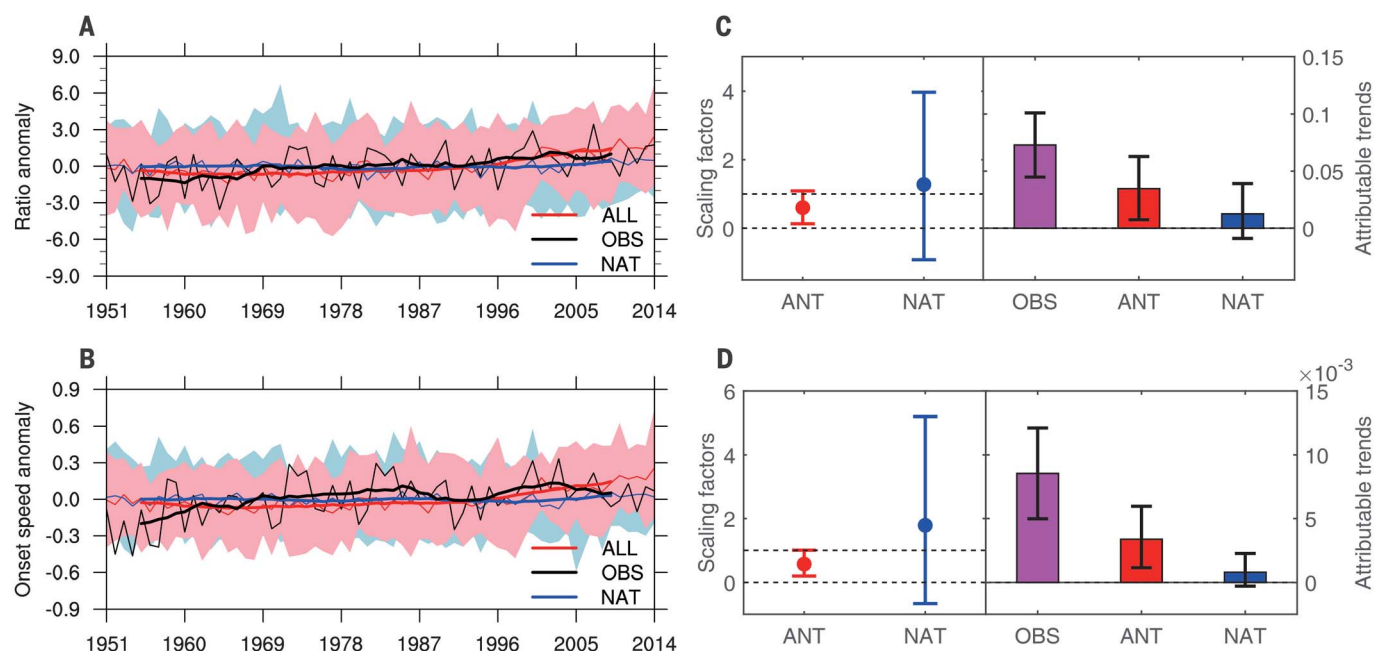 A
Ratio anomaly
9.0
6.0
3.0
0.0
-3.0
-6.0
-9.0
ALL
OBS
NAT
1951 1960 1969 1978 1987 1996 2005 2014
B
Onset speed anomaly
0.9
0.6
0.3
0.0
-0.3
-0.6
-0.9
ALL
OBS
NAT
1951 1960 1969 1978 1987 1996 2005 2014
C
Scaling factors
4
2
0
ANT NAT OBS ANT NAT
0.15
0.1
0.05
0
Attributable trends
D
Scaling factors
6
4
2
0
ANT NAT OBS ANT NAT
×10-3
15
10
5
0
Attributable trends